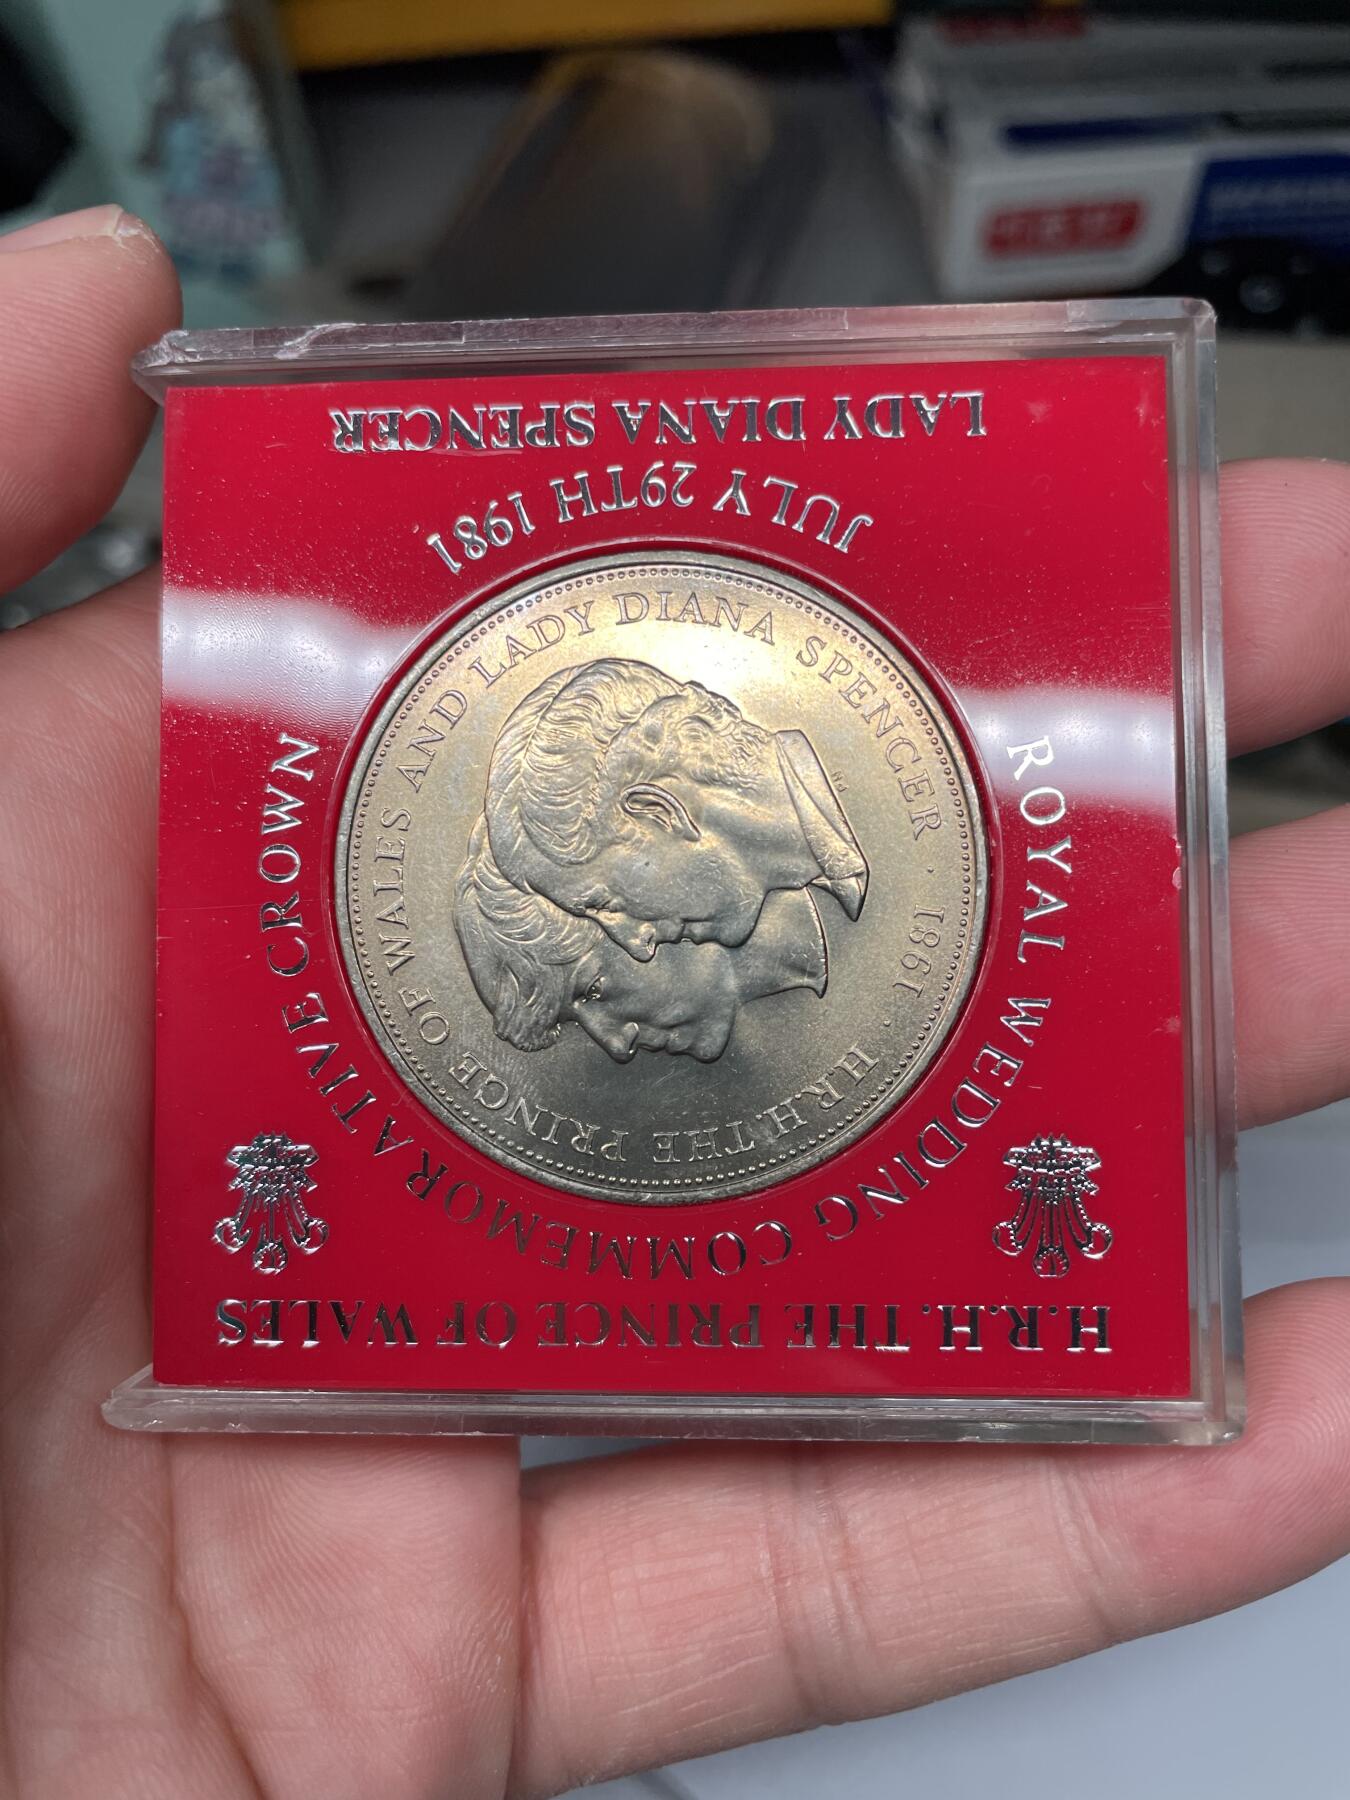 H.R.H. THE PRINCE OF WALES
ROYAL WEDDING COMMEMORATIVE CROWN
H.R.H. THE PRINCE OF WALES AND LADY DIANA SPENCER · 1981 ·
JULY 29TH 1981
LADY DIANA SPENCER